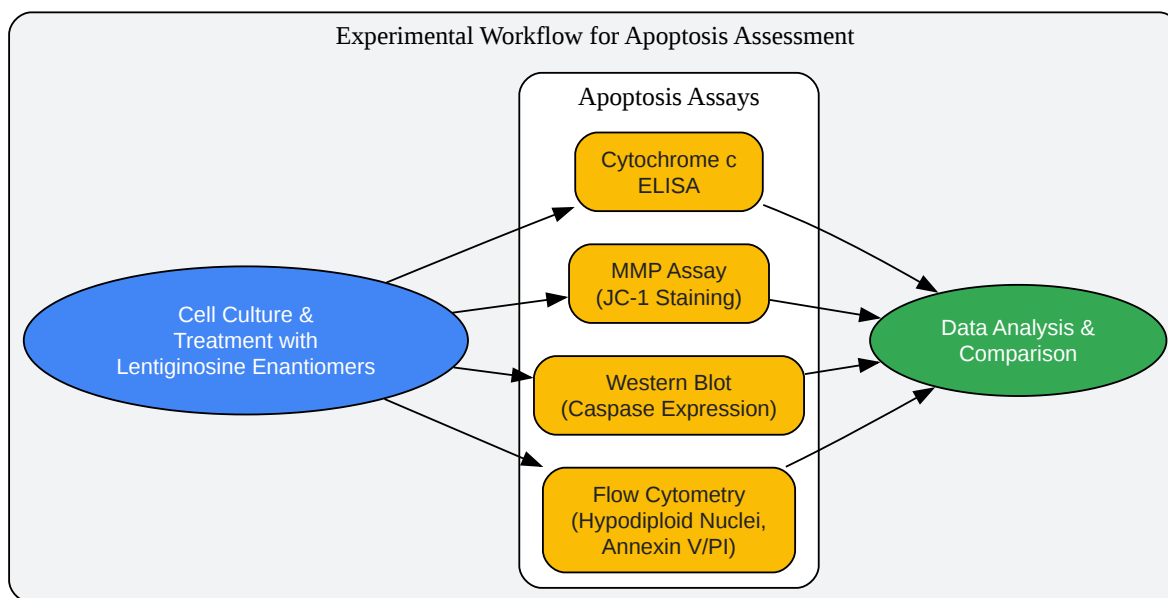 Experimental Workflow for Apoptosis Assessment
Apoptosis Assays
Cytochrome c
ELISA
MMP Assay
(JC-1 Staining)
Cell Culture &
Treatment with
Lentiginosine Enantiomers
Data Analysis &
Comparison
Western Blot
(Caspase Expression)
Flow Cytometry
(Hypodiploid Nuclei,
Annexin V/PI)